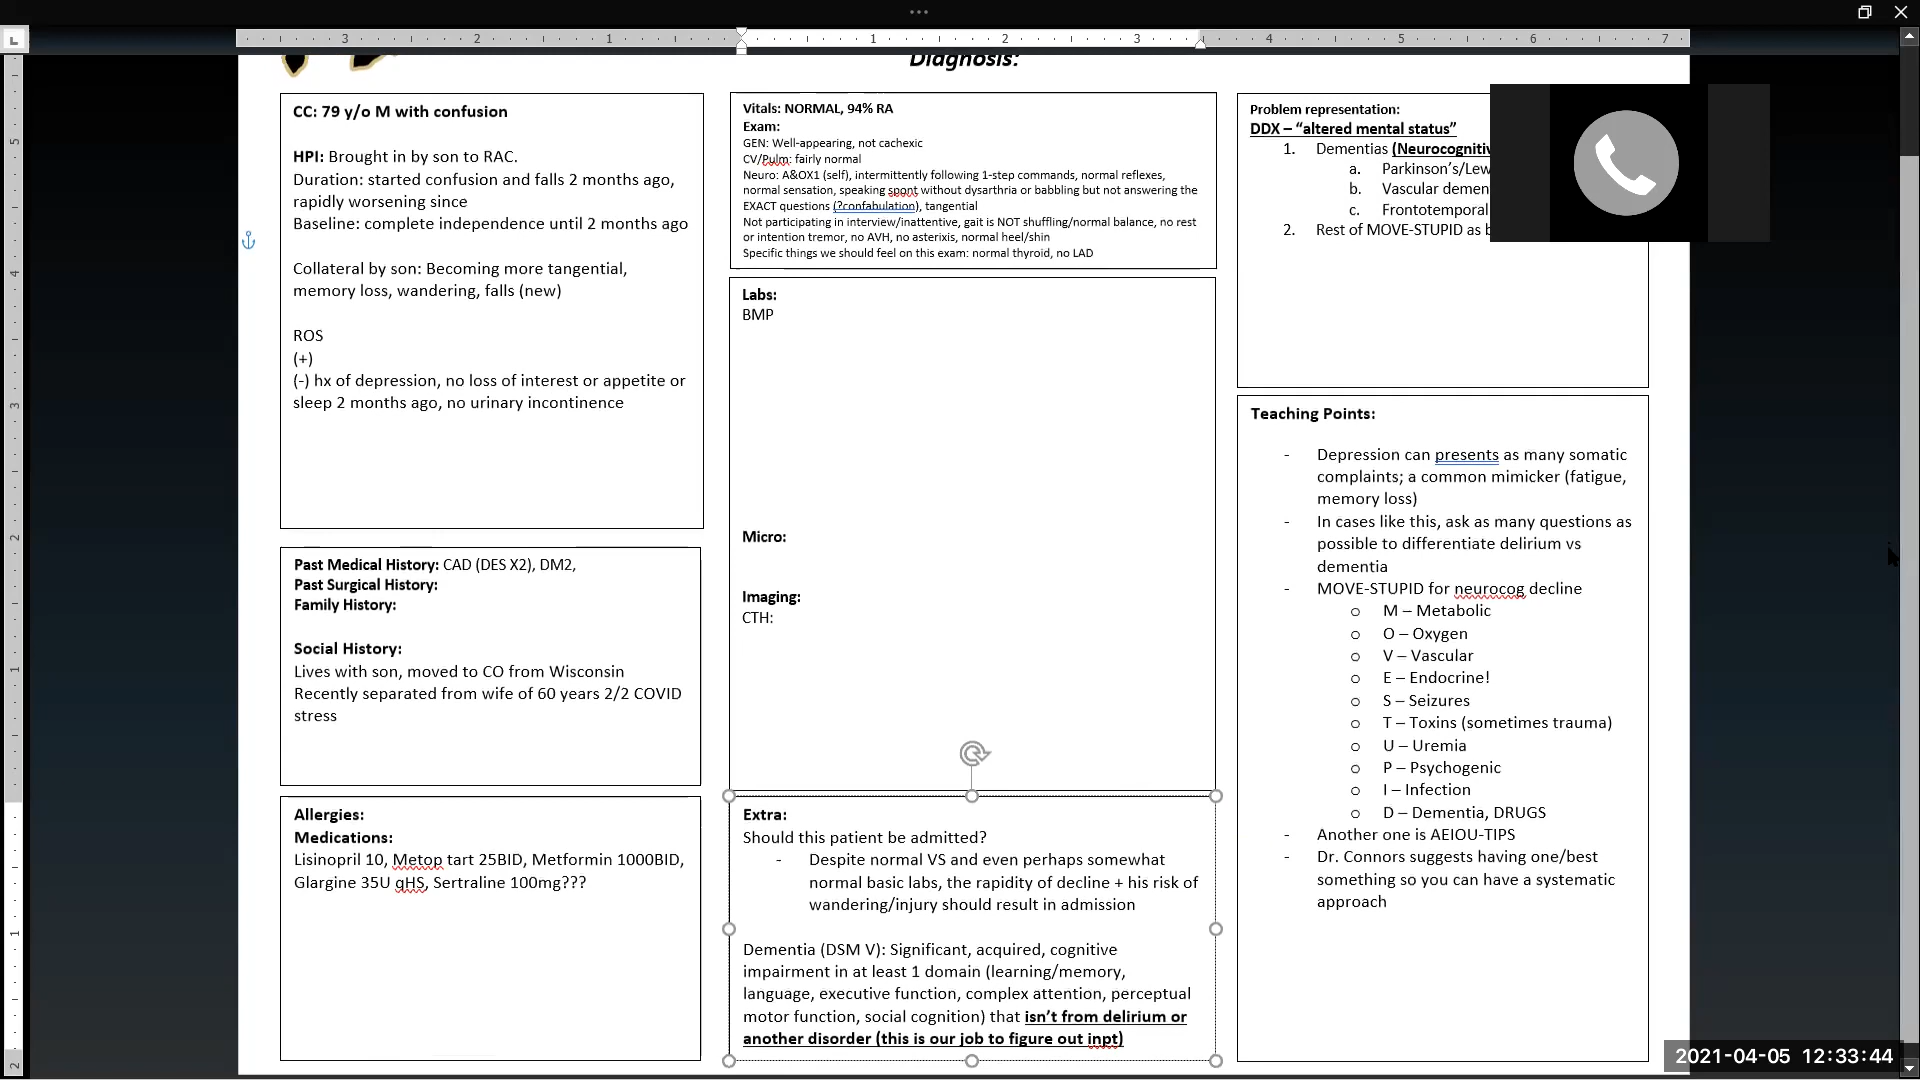 Diagnosis:
CC: 79 y/o M with confusion
HPI: Brought in by son to RAC.
Duration: started confusion and falls 2 months ago,
rapidly worsening since
Baseline: complete independence until 2 months ago
Collateral by son: Becoming more tangential,
memory loss, wandering, falls (new)
ROS
(+)
(-) hx of depression, no loss of interest or appetite or
sleep 2 months ago, no urinary incontinence
Past Medical History: CAD (DES X2), DM2,
Past Surgical History:
Family History:
Social History:
Lives with son, moved to CO from Wisconsin
Recently separated from wife of 60 years 2/2 COVID
stress
Allergies:
Medications:
Lisinopril 10, Metop tart 25BID, Metformin 1000BID,
Glargine 35U qHS, Sertraline 100mg???
Vitals: NORMAL, 94% RA
Exam:
GEN: Well-appearing, not cachexic
CV/Pulm: fairly normal
Neuro: A&OX1 (self), intermittently following 1-step commands, normal reflexes,
normal sensation, speaking spont without dysarthria or babbling but not answering the
EXACT questions (?confabulation), tangential
Not participating in interview/inattentive, gait is NOT shuffling/normal balance, no rest
or intention tremor, no AVH, no asterixis, normal heel/shin
Specific things we should feel on this exam: normal thyroid, no LAD
Labs:
BMP
Micro:
Imaging:
CTH:
Extra:
Should this patient be admitted?
- Despite normal VS and even perhaps somewhat
normal basic labs, the rapidity of decline + his risk of
wandering/injury should result in admission
Dementia (DSM V): Significant, acquired, cognitive
impairment in at least 1 domain (learning/memory,
language, executive function, complex attention, perceptual
motor function, social cognition) that isn't from delirium or
another disorder (this is our job to figure out inpt)
Problem representation:
DDX – “altered mental status”
1. Dementias (Neurocognitiv
a. Parkinson's/Lew
b. Vascular demen
c. Frontotemporal
2. Rest of MOVE-STUPID as b
Teaching Points:
- Depression can presents as many somatic
complaints; a common mimicker (fatigue,
memory loss)
- In cases like this, ask as many questions as
possible to differentiate delirium vs
dementia
- MOVE-STUPID for neurocog decline
o M – Metabolic
o O – Oxygen
o V – Vascular
o E – Endocrine!
o S – Seizures
o T – Toxins (sometimes trauma)
o U – Uremia
o P – Psychogenic
o I – Infection
o D – Dementia, DRUGS
- Another one is AEIOU-TIPS
- Dr. Connors suggests having one/best
something so you can have a systematic
approach
2021-04-05 12:33:44